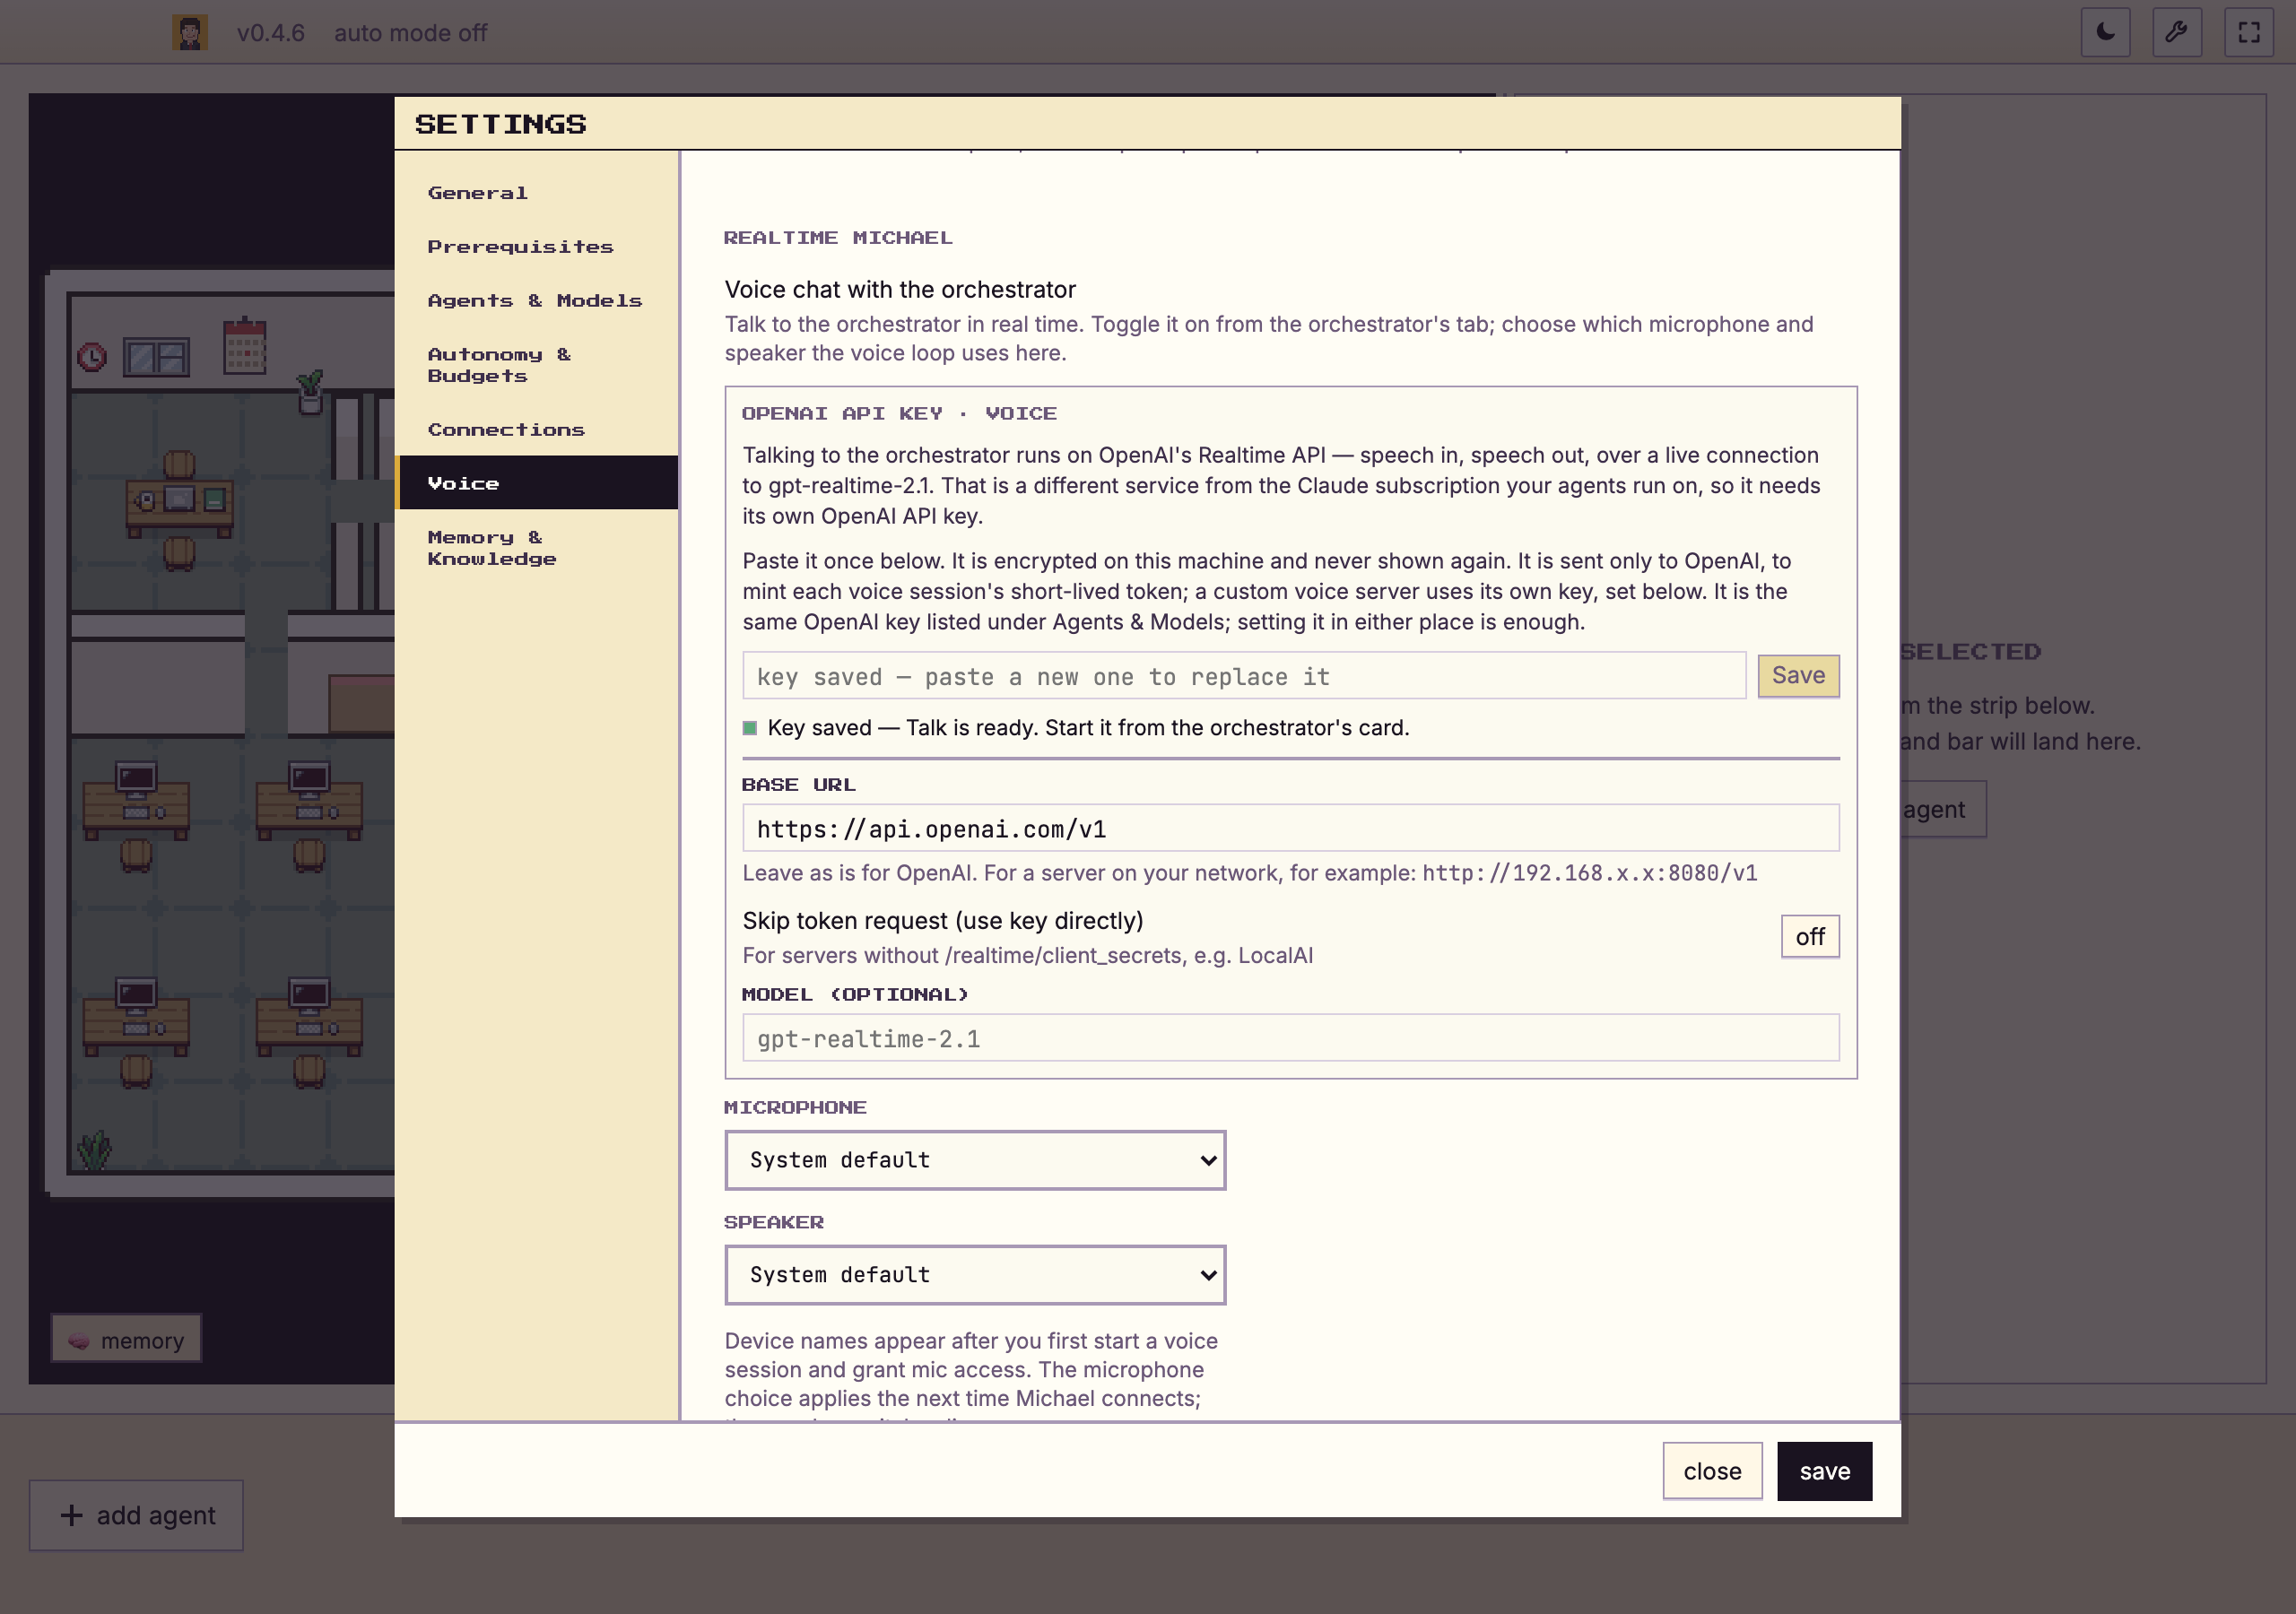 v0.4.6 auto mode off
SETTINGS
General
Prerequisites
Agents & Models
Autonomy &
Budgets
Connections
Voice
Memory &
Knowledge
REALTIME MICHAEL
Voice chat with the orchestrator
Talk to the orchestrator in real time. Toggle it on from the orchestrator's tab; choose which microphone and
speaker the voice loop uses here.
OPENAI API KEY · VOICE
Talking to the orchestrator runs on OpenAI's Realtime API — speech in, speech out, over a live connection
to gpt-realtime-2.1. That is a different service from the Claude subscription your agents run on, so it needs
its own OpenAI API key.
Paste it once below. It is encrypted on this machine and never shown again. It is sent only to OpenAI, to
mint each voice session's short-lived token; a custom voice server uses its own key, set below. It is the
same OpenAI key listed under Agents & Models; setting it in either place is enough.
key saved — paste a new one to replace it
Save
Key saved — Talk is ready. Start it from the orchestrator's card.
BASE URL
https://api.openai.com/v1
Leave as is for OpenAI. For a server on your network, for example: http://192.168.x.x:8080/v1
Skip token request (use key directly)
off
For servers without /realtime/client_secrets, e.g. LocalAI
MODEL (OPTIONAL)
gpt-realtime-2.1
MICROPHONE
System default
SPEAKER
System default
Device names appear after you first start a voice
session and grant mic access. The microphone
choice applies the next time Michael connects;
close
save
SELECTED
m the strip below.
and bar will land here.
agent
memory
+ add agent